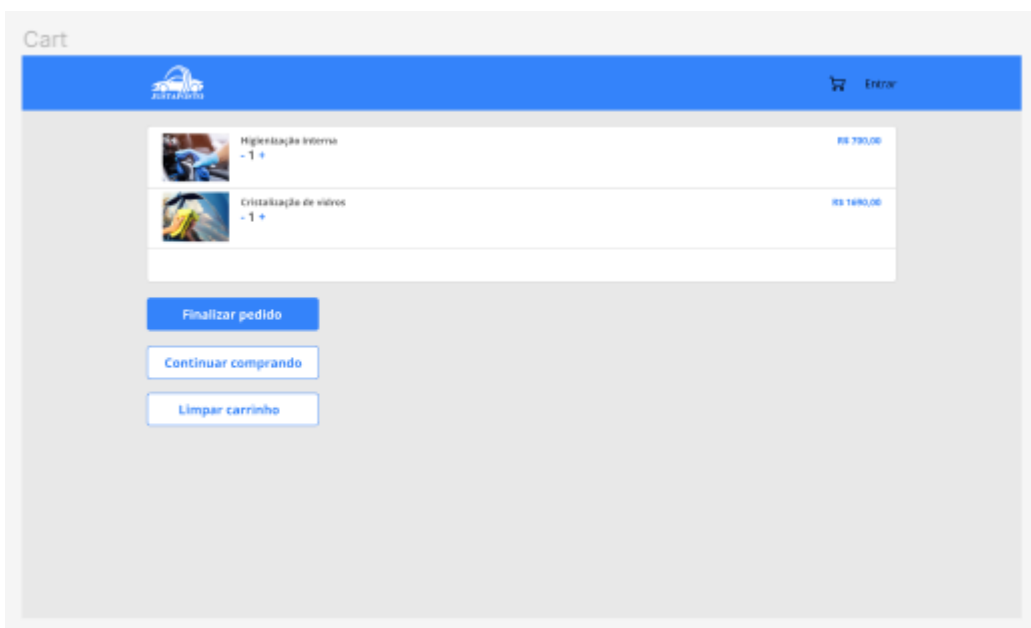 Cart
JUSTAPOSTO
Entrar
Higienização interna
R$ 700,00
- 1 +
Cristalização de vidros
R$ 1690,00
- 1 +
Finalizar pedido
Continuar comprando
Limpar carrinho